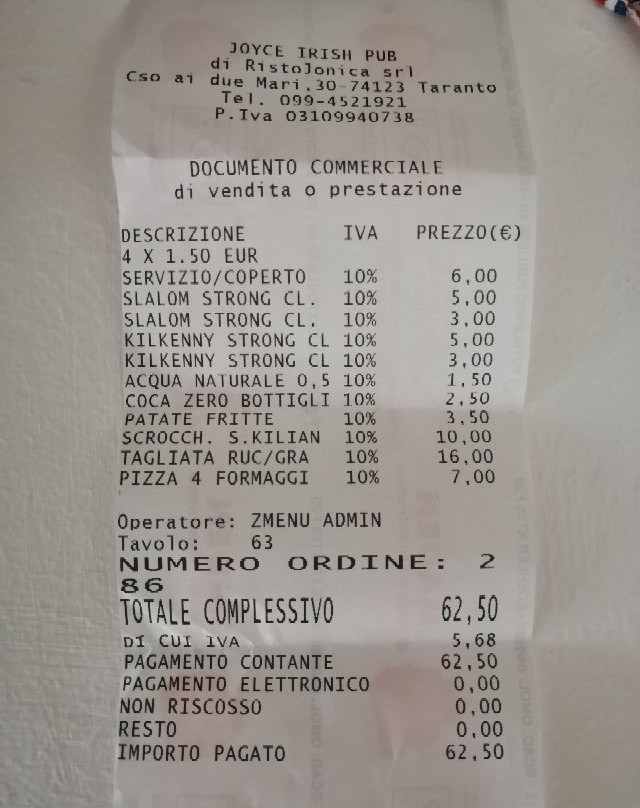 JOYCE IRISH PUB
di RistoJonica srl
Cso ai due Mari,30-74123 Taranto
Tel. 099-4521921
P.Iva 03109940738
DOCUMENTO COMMERCIALE
di vendita o prestazione
DESCRIZIONE IVA PREZZO(€)
4 X 1.50 EUR
SERVIZIO/COPERTO 10% 6,00
SLALOM STRONG CL. 10% 5,00
SLALOM STRONG CL. 10% 3,00
KILKENNY STRONG CL 10% 5,00
KILKENNY STRONG CL 10% 3,00
ACQUA NATURALE 0,5 10% 1,50
COCA ZERO BOTTIGLI 10% 2,50
PATATE FRITTE 10% 3,50
SCROCCH. S.KILIAN 10% 10,00
TAGLIATA RUC/GRA 10% 16,00
PIZZA 4 FORMAGGI 10% 7,00
Operatore: ZMENU ADMIN
Tavolo: 63
NUMERO ORDINE: 2
86
TOTALE COMPLESSIVO 62,50
DI CUI IVA 5,68
PAGAMENTO CONTANTE 62,50
PAGAMENTO ELETTRONICO 0,00
NON RISCOSSO 0,00
RESTO 0,00
IMPORTO PAGATO 62,50